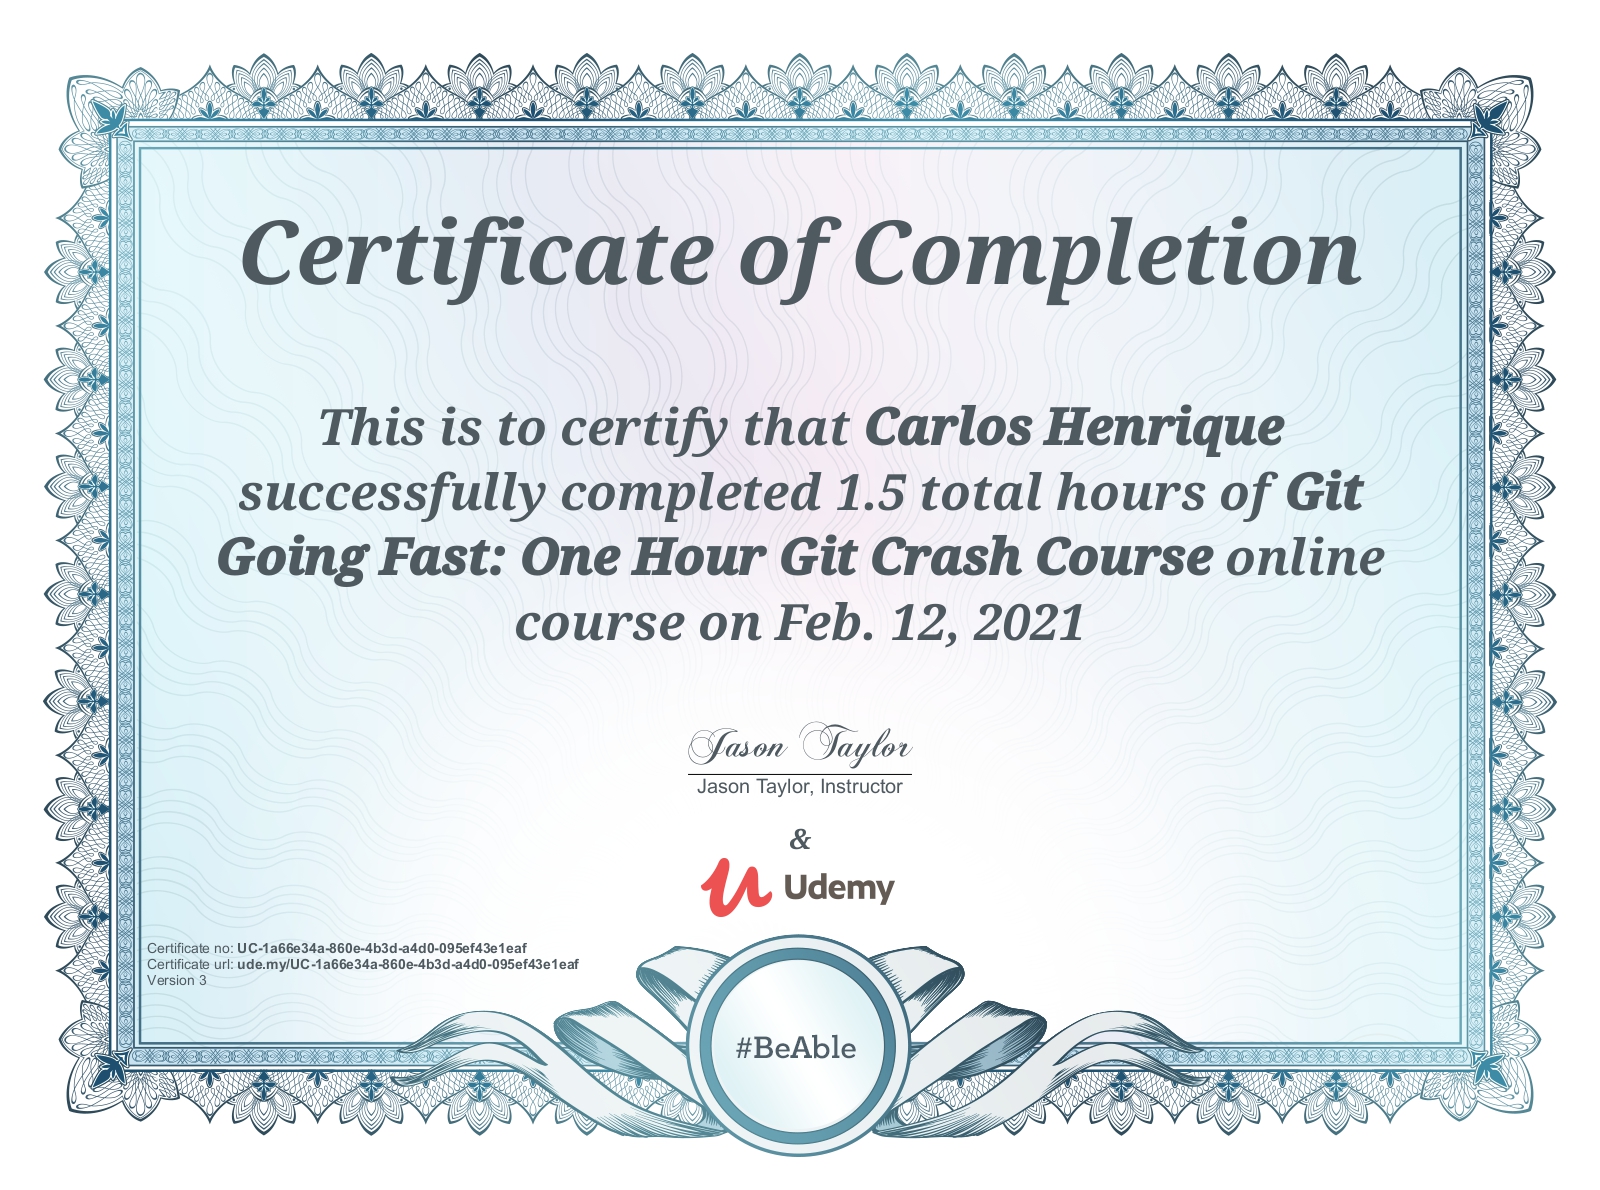 Certificate of Completion
This is to certify that Carlos Henrique
successfully completed 1.5 total hours of Git
Going Fast: One Hour Git Crash Course online
course on Feb. 12, 2021
Jason Taylor
Jason Taylor, Instructor
&
Udemy
Certificate no: UC-1a66e34a-860e-4b3d-a4d0-095ef43e1eaf
Certificate url: ude.my/UC-1a66e34a-860e-4b3d-a4d0-095ef43e1eaf
Version 3
#BeAble